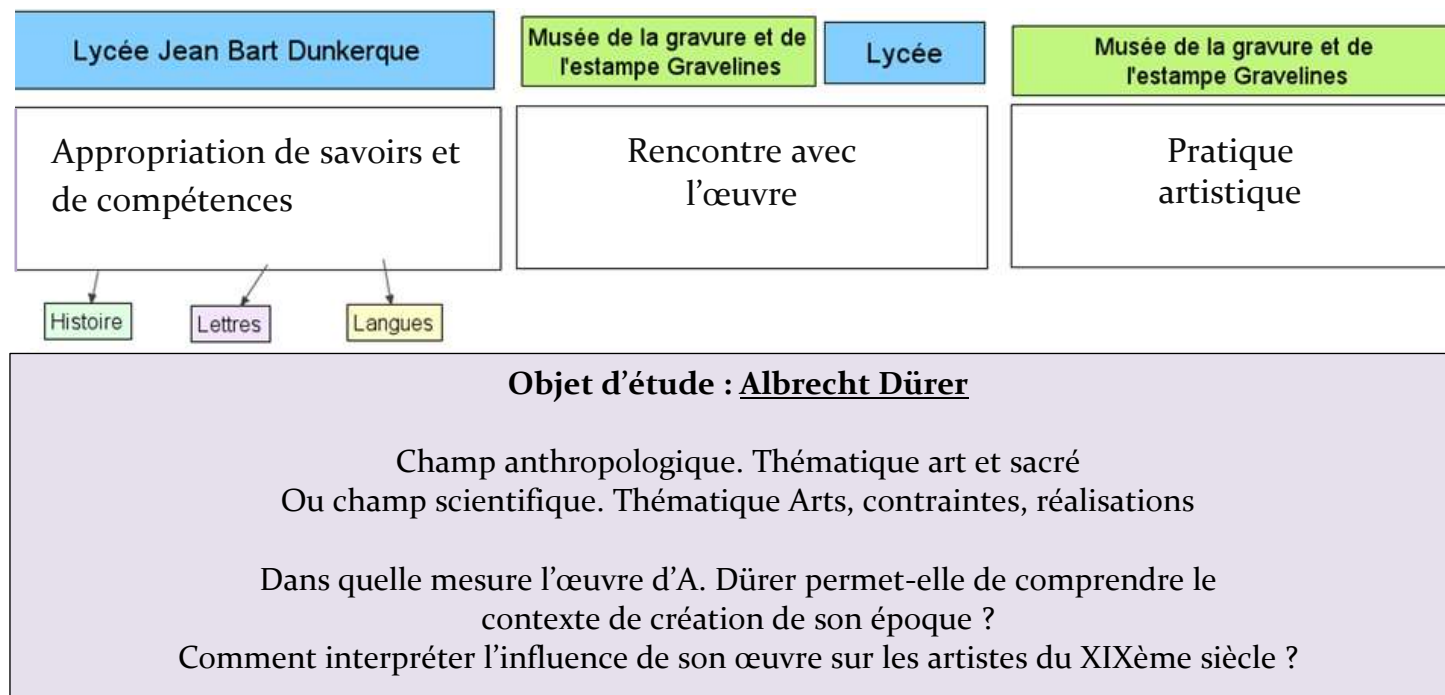 Lycée Jean Bart Dunkerque
Musée de la gravure et de
l'estampe Gravelines
Lycée
Musée de la gravure et de
l'estampe Gravelines
Appropriation de savoirs et
de compétences
Rencontre avec
l’œuvre
Pratique
artistique
Histoire
Lettres
Langues
Objet d’étude : Albrecht Dürer
Champ anthropologique. Thématique art et sacré
Ou champ scientifique. Thématique Arts, contraintes, réalisations
Dans quelle mesure l’œuvre d’A. Dürer permet-elle de comprendre le
contexte de création de son époque ?
Comment interpréter l’influence de son œuvre sur les artistes du XIXème siècle ?